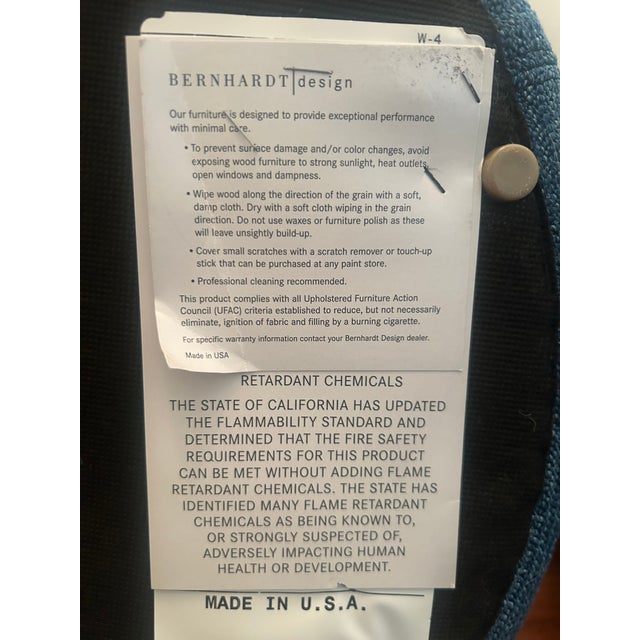 W-4
BERNHARDT design
Our furniture is designed to provide exceptional performance
with minimal care.
• To prevent surface damage and/or color changes, avoid
exposing wood furniture to strong sunlight, heat outlets,
open windows and dampness.
• Wipe wood along the direction of the grain with a soft,
damp cloth. Dry with a soft cloth wiping in the grain
direction. Do not use waxes or furniture polish as these
will leave unsightly build-up.
• Cover small scratches with a scratch remover or touch-up
stick that can be purchased at any paint store.
• Professional cleaning recommended.
This product complies with all Upholstered Furniture Action
Council (UFAC) criteria established to reduce, but not necessarily
eliminate, ignition of fabric and filling by a burning cigarette.
For specific warranty information contact your Bernhardt Design dealer.
Made in USA
RETARDANT CHEMICALS
THE STATE OF CALIFORNIA HAS UPDATED
THE FLAMMABILITY STANDARD AND
DETERMINED THAT THE FIRE SAFETY
REQUIREMENTS FOR THIS PRODUCT
CAN BE MET WITHOUT ADDING FLAME
RETARDANT CHEMICALS. THE STATE HAS
IDENTIFIED MANY FLAME RETARDANT
CHEMICALS AS BEING KNOWN TO,
OR STRONGLY SUSPECTED OF,
ADVERSELY IMPACTING HUMAN
HEALTH OR DEVELOPMENT.
MADE IN U.S.A.